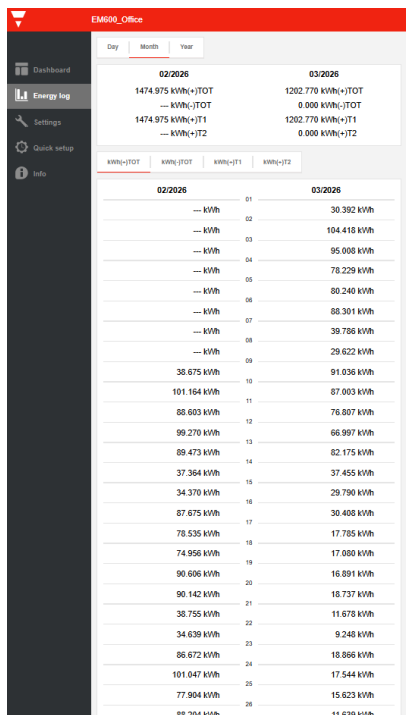 EM600_Office
Dashboard
Energy log
Settings
Quick setup
Info
Day Month Year
02/2026 03/2026
1474.975 kWh(+)TOT 1202.770 kWh(+)TOT
--- kWh(-)TOT 0.000 kWh(-)TOT
1474.975 kWh(+)T1 1202.770 kWh(+)T1
--- kWh(+)T2 0.000 kWh(+)T2
kWh(+)TOT kWh(-)TOT kWh(+)T1 kWh(+)T2
02/2026 03/2026
01
--- kWh 30.392 kWh
02
--- kWh 104.418 kWh
03
--- kWh 95.008 kWh
04
--- kWh 78.229 kWh
05
--- kWh 80.240 kWh
06
--- kWh 88.301 kWh
07
--- kWh 39.786 kWh
08
--- kWh 29.622 kWh
09
38.675 kWh 91.036 kWh
10
101.164 kWh 87.003 kWh
11
88.603 kWh 76.807 kWh
12
99.270 kWh 66.997 kWh
13
89.473 kWh 82.175 kWh
14
37.364 kWh 37.455 kWh
15
34.370 kWh 29.790 kWh
16
87.675 kWh 30.408 kWh
17
78.535 kWh 17.785 kWh
18
74.956 kWh 17.080 kWh
19
90.606 kWh 16.891 kWh
20
90.142 kWh 18.737 kWh
21
38.755 kWh 11.678 kWh
22
34.639 kWh 9.248 kWh
23
86.672 kWh 18.866 kWh
24
101.047 kWh 17.544 kWh
25
77.904 kWh 15.623 kWh
26
88.204 kWh 11.639 kWh